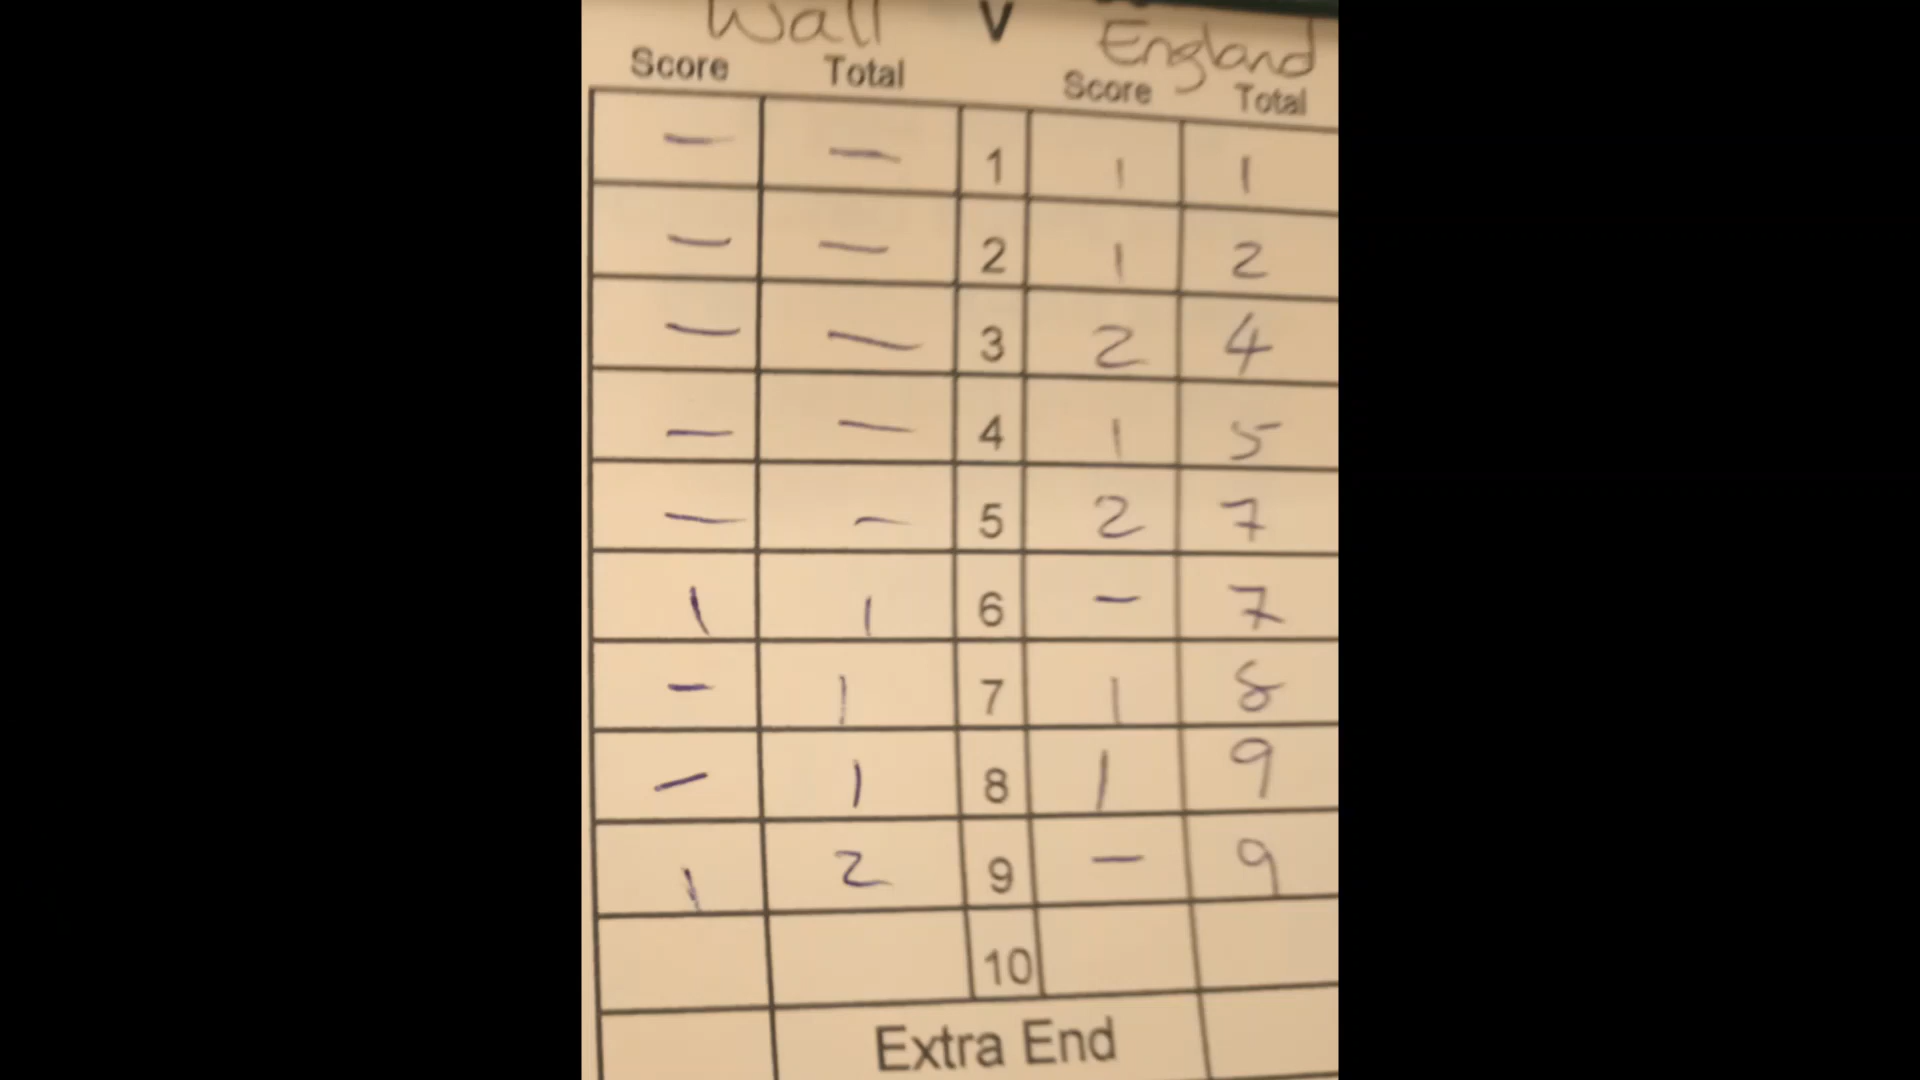 Wall V England
Score Total Score Total
— — 1 1 1
— — 2 1 2
— — 3 2 4
— — 4 1 5
— — 5 2 7
1 1 6 — 7
— 1 7 1 8
— 1 8 1 9
1 2 9 — 9
10
Extra End